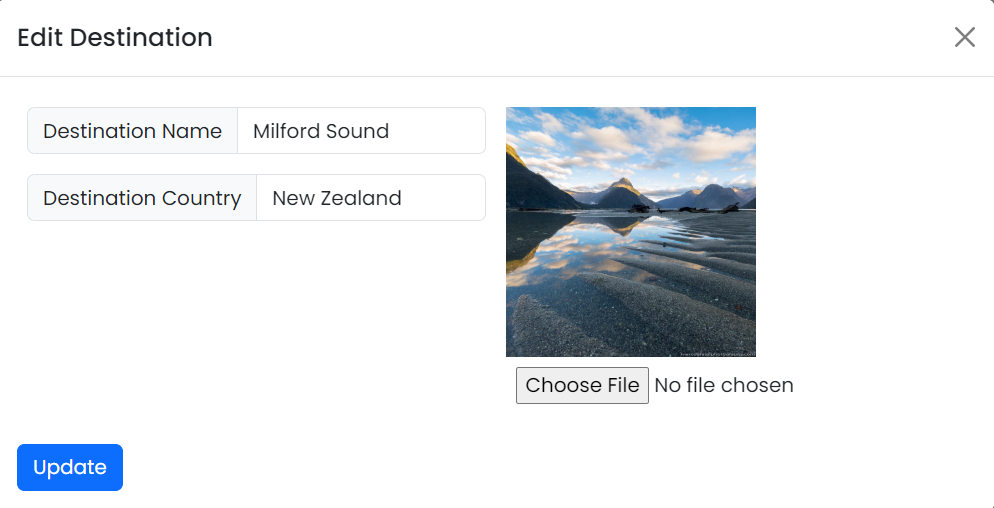 Edit Destination
Destination Name Milford Sound
Destination Country New Zealand
Choose File No file chosen
Update